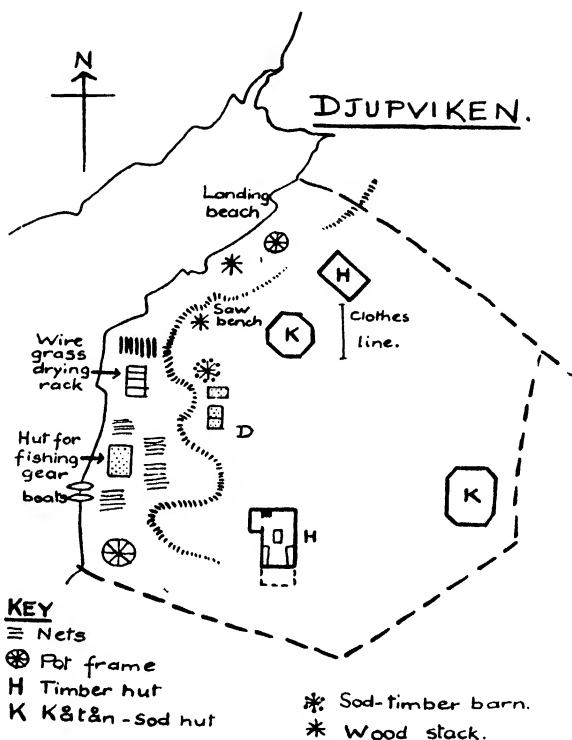 N
DJUPVIKEN.
Landing
beach
H
Saw
bench
K
Clothes
line.
Wire
grass
drying
rack
D
Hut for
fishing
gear
boats
K
H
KEY
Nets
Pot frame
H Timber hut
K Kåtån-Sod hut
Sod-timber barn.
Wood stack.